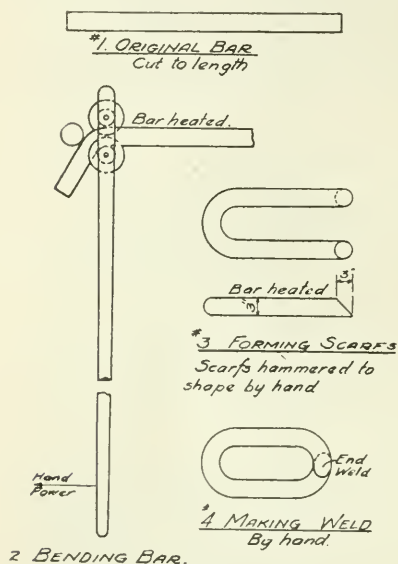 #1. ORIGINAL BAR
Cut to length
Bar heated.
3"
Bar heated
3"
#3 FORMING SCARFS
Scarfs hammered to
shape by hand
Hand
Power
End
Weld
#4 MAKING WELD
By hand.
2 BENDING BAR.